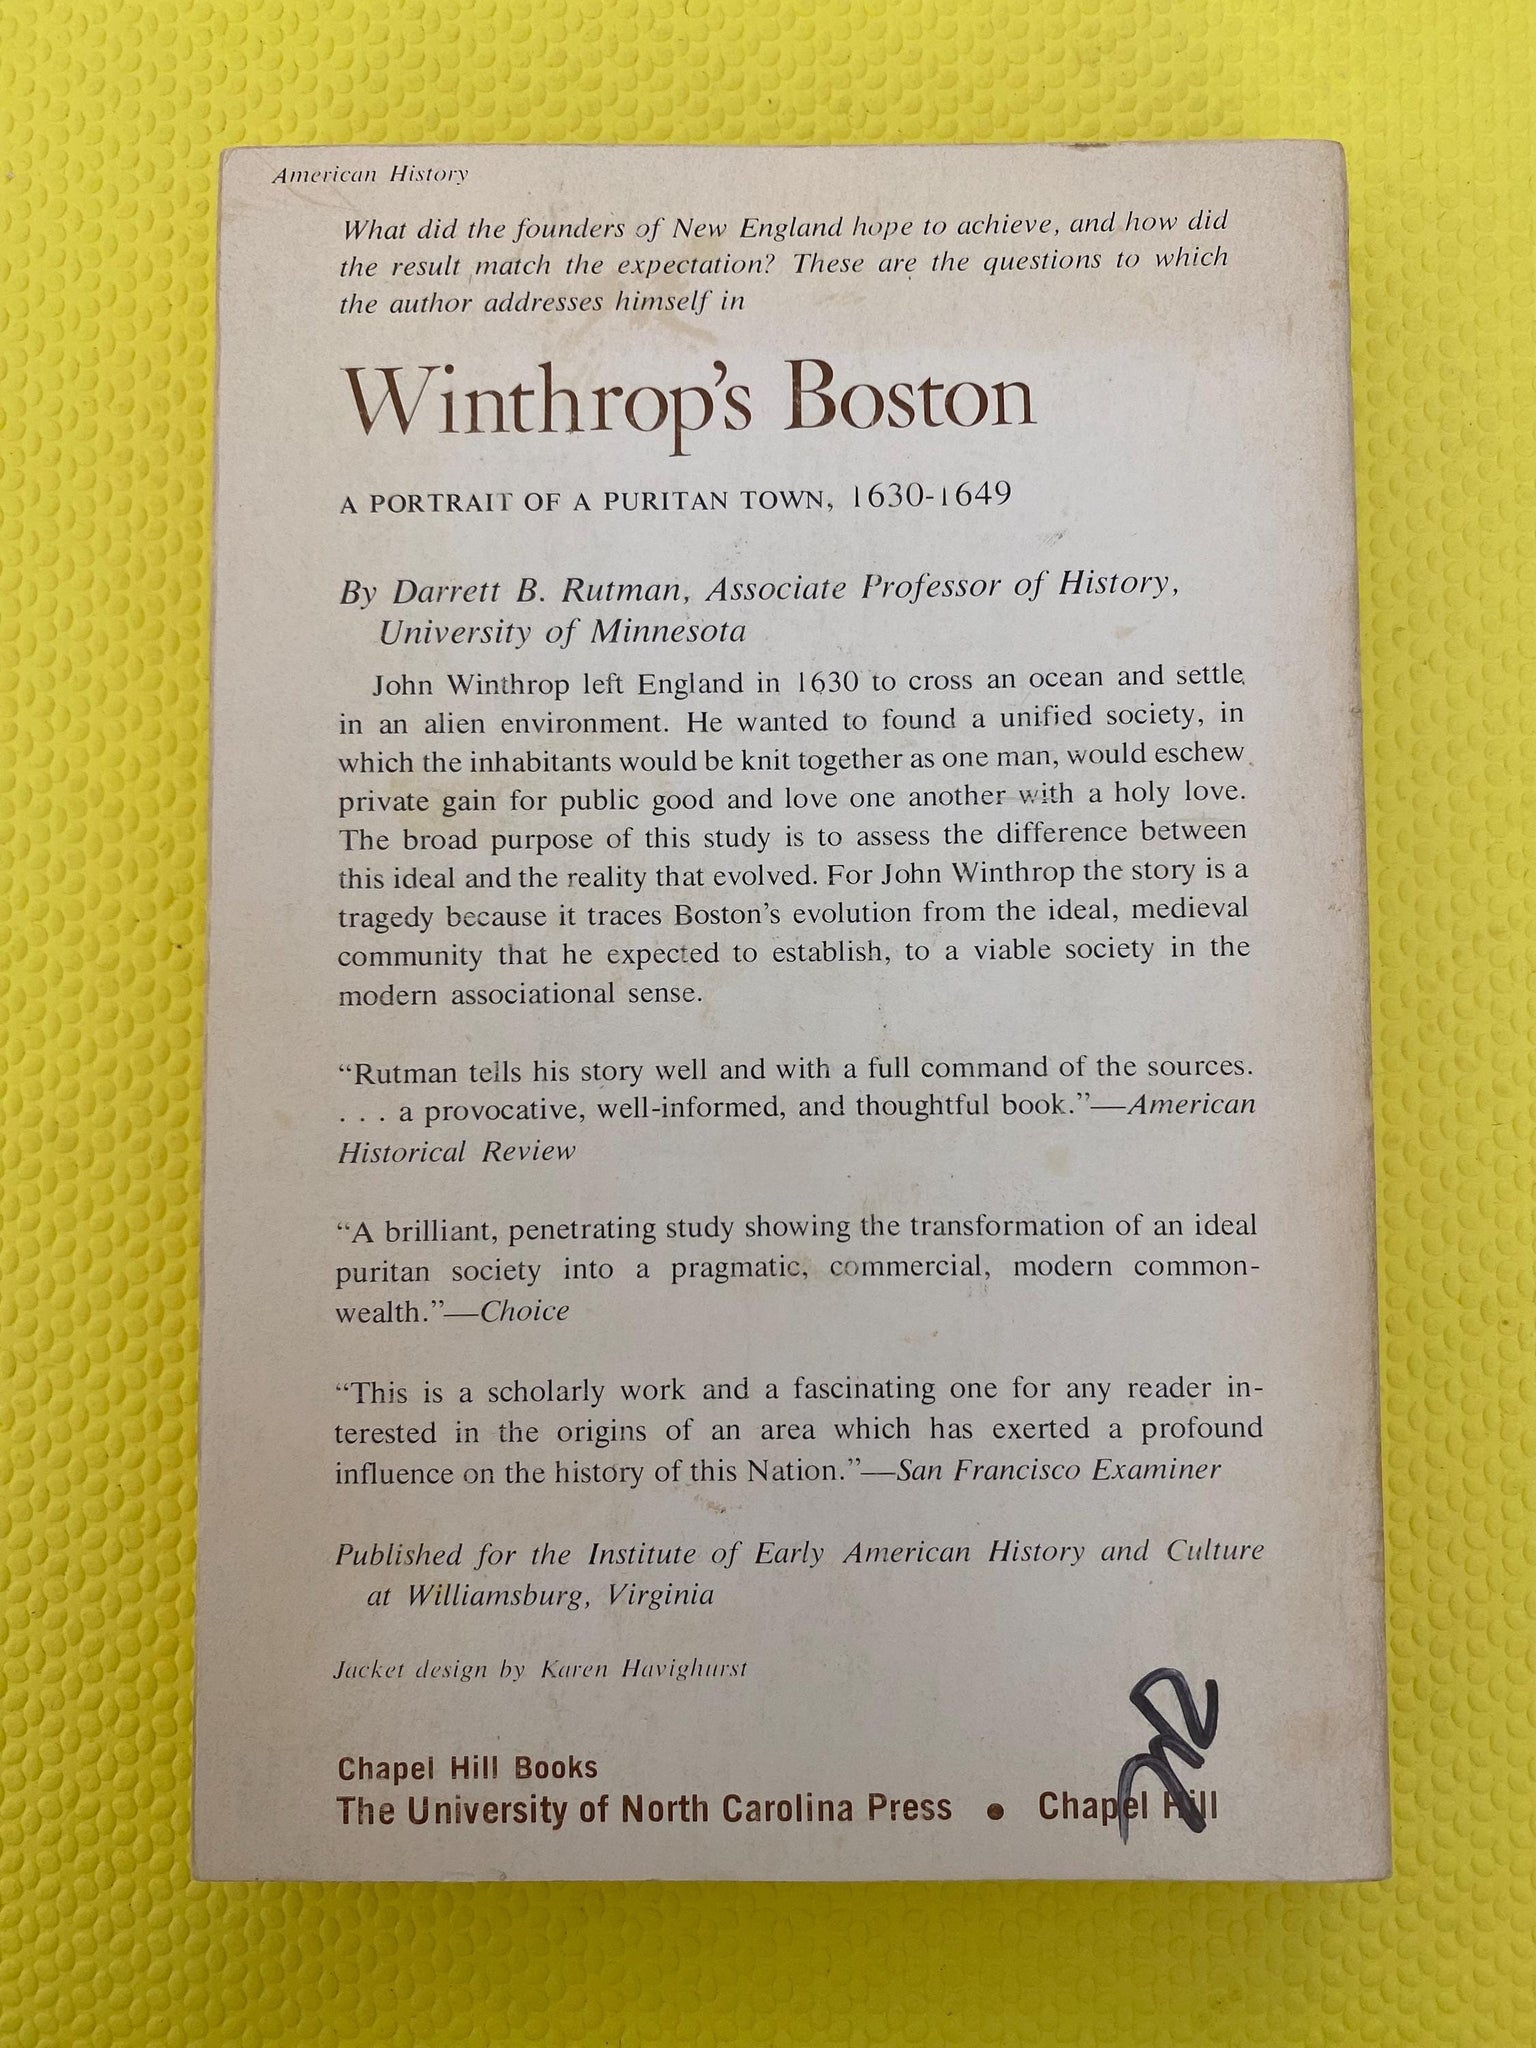 American History
What did the founders of New England hope to achieve, and how did
the result match the expectation? These are the questions to which
the author addresses himself in
Winthrop's Boston
A PORTRAIT OF A PURITAN TOWN, 1630-1649
By Darrett B. Rutman, Associate Professor of History,
University of Minnesota
John Winthrop left England in 1630 to cross an ocean and settle
in an alien environment. He wanted to found a unified society, in
which the inhabitants would be knit together as one man, would eschew
private gain for public good and love one another with a holy love.
The broad purpose of this study is to assess the difference between
this ideal and the reality that evolved. For John Winthrop the story is a
tragedy because it traces Boston's evolution from the ideal, medieval
community that he expected to establish, to a viable society in the
modern associational sense.
“Rutman tells his story well and with a full command of the sources.
. . . a provocative, well-informed, and thoughtful book.”—American
Historical Review
“A brilliant, penetrating study showing the transformation of an ideal
puritan society into a pragmatic, commercial, modern common-
wealth.”—Choice
“This is a scholarly work and a fascinating one for any reader in-
terested in the origins of an area which has exerted a profound
influence on the history of this Nation.”—San Francisco Examiner
Published for the Institute of Early American History and Culture
at Williamsburg, Virginia
Jacket design by Karen Havighurst
Chapel Hill Books
The University of North Carolina Press • Chapel Hill